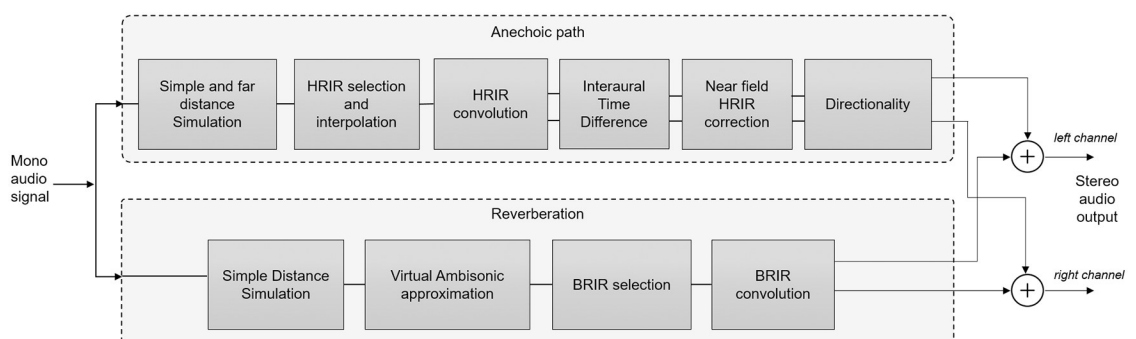 Anechoic path
Simple and far
distance
Simulation
HRIR selection
and
interpolation
HRIR
convolution
Interaural
Time
Difference
Near field
HRIR
correction
Directionality
Mono
audio
signal
left channel
Stereo
audio
output
Reverberation
Simple Distance
Simulation
Virtual Ambisonic
approximation
BRIR selection
BRIR
convolution
right channel